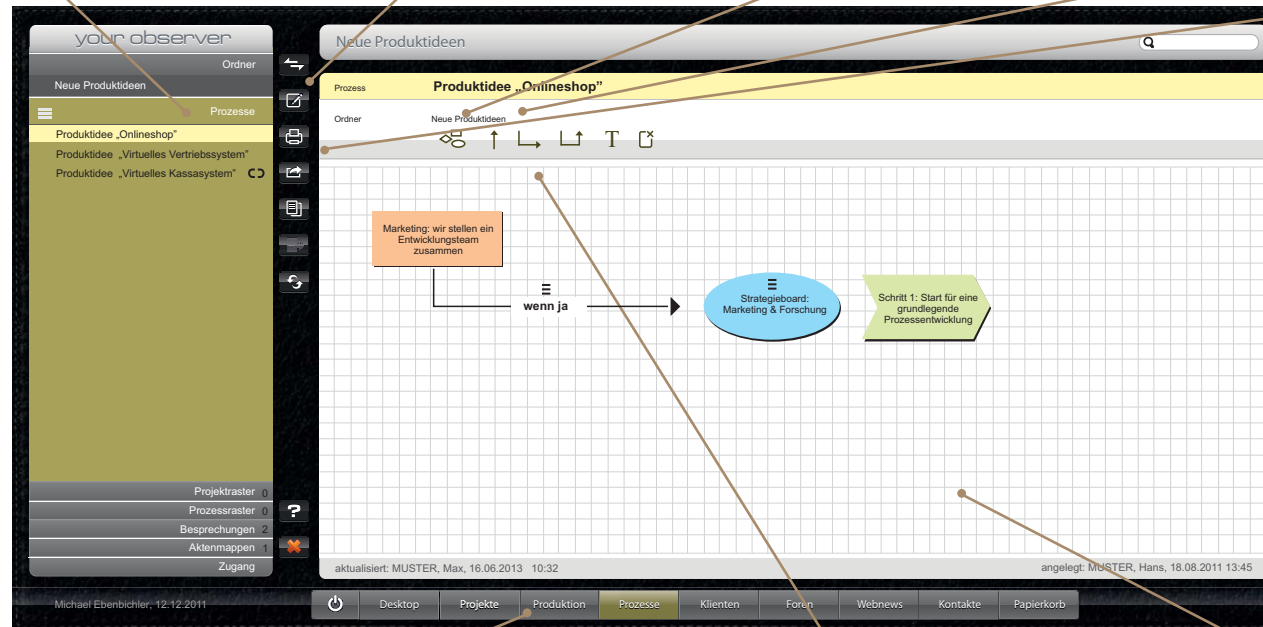 your observer
Ordner
Neue Produktideen
Prozesse
Produktidee „Onlineshop”
Produktidee „Virtuelles Vertriebssystem”
Produktidee „Virtuelles Kassasystem”
Projektraster 0
Prozessraster 0
Besprechungen 2
Aktenmappen 1
Zugang
Michael Ebenbichler, 12.12.2011
Neue Produktideen
Prozess Produktidee „Onlineshop”
Ordner Neue Produktideen
T
Marketing: wir stellen ein
Entwicklungsteam
zusammen
wenn ja
Strategieboard:
Marketing & Forschung
Schritt 1: Start für eine
grundlegende
Prozessentwicklung
?
aktualisiert: MUSTER, Max, 16.06.2013 10:32
angelegt: MUSTER, Hans, 18.08.2011 13:45
Desktop Projekte Produktion Prozesse Klienten Foren Webnews Kontakte Papierkorb